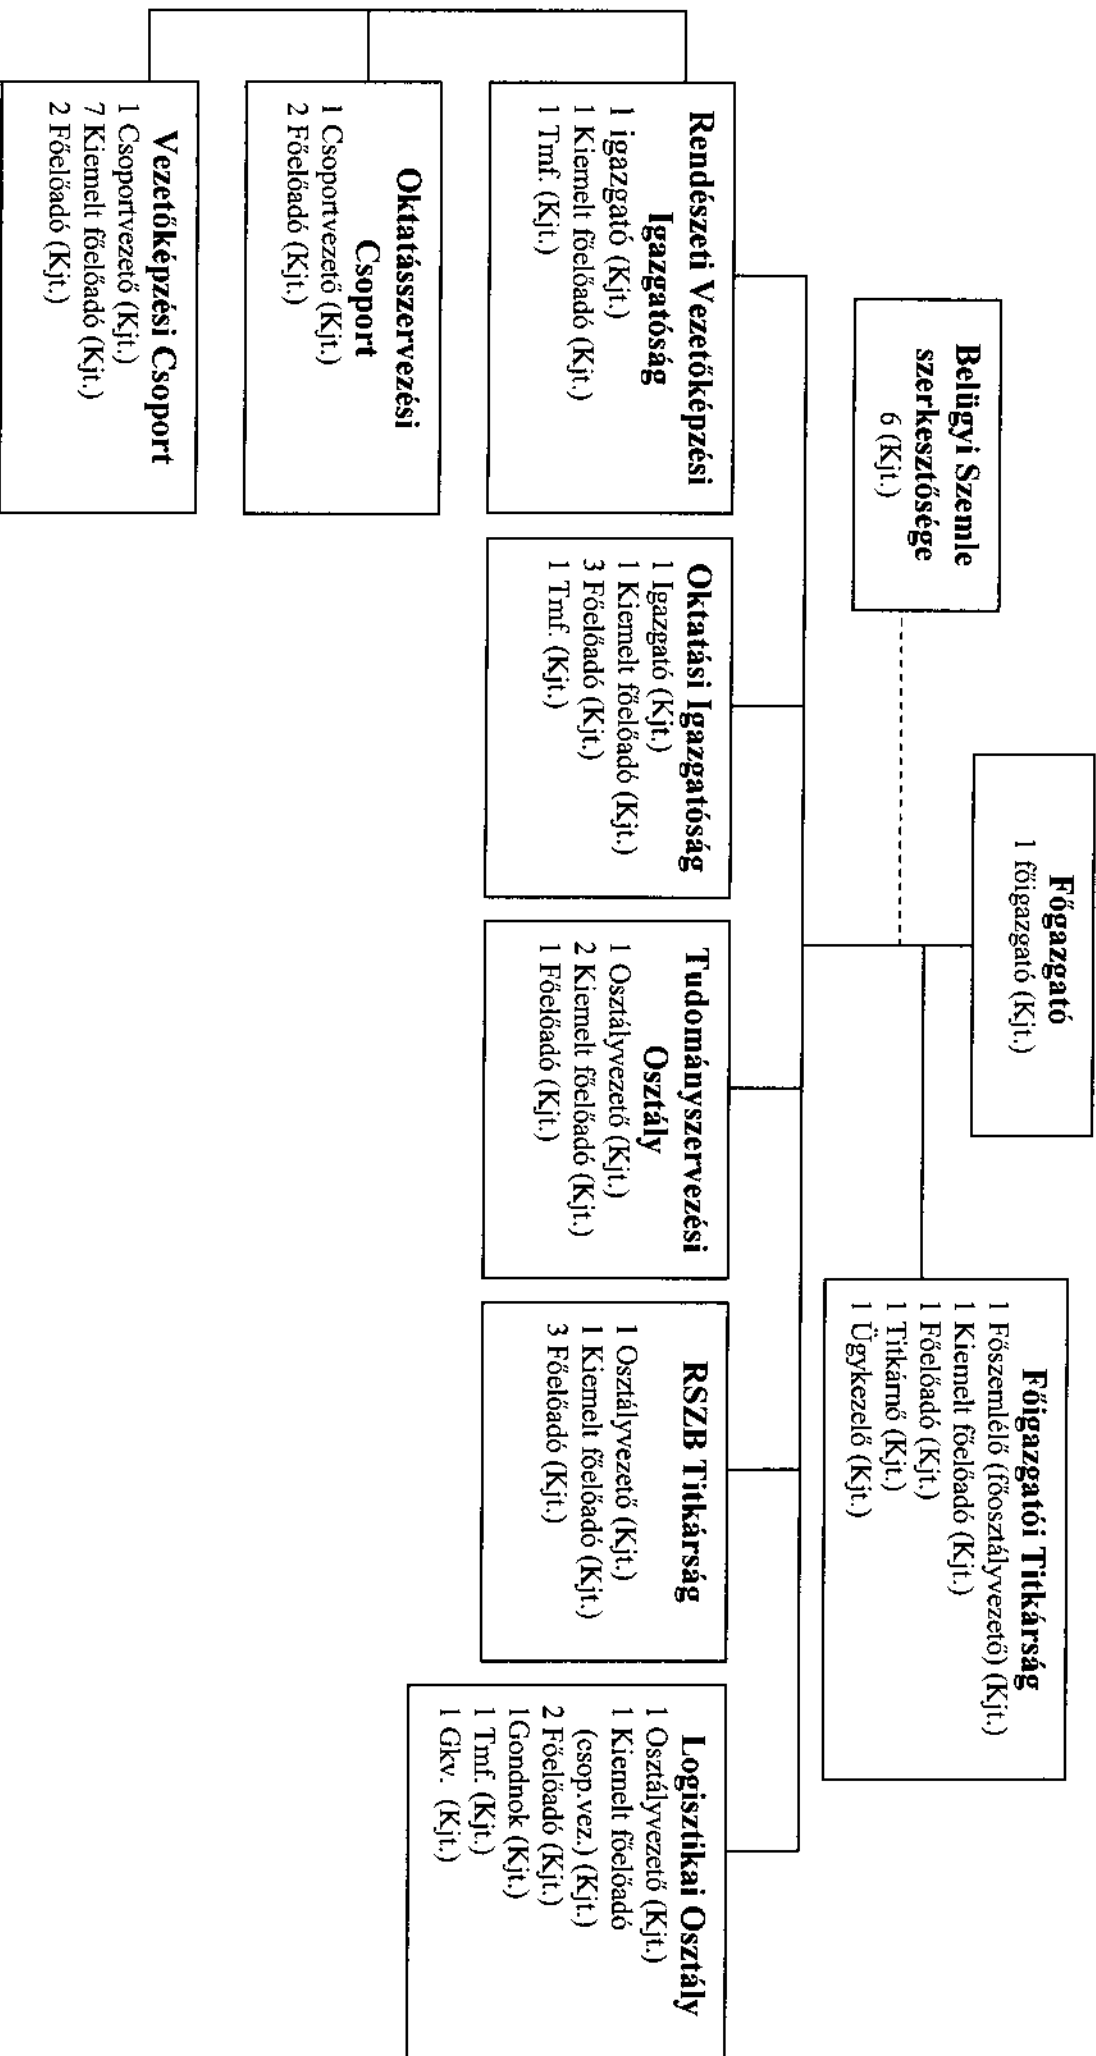 Főgazgató
1 főigazgató (Kjt.)
Belügyi Szemle
szerkesztősége
6 (Kjt.)
Főigazgatói Titkárság
1 Főszemlélő (főosztályvezető) (Kjt.)
1 Kiemelt főelőadó (Kjt.)
1 Főelőadó (Kjt.)
1 Titkárnő (Kjt.)
1 Ügykezelő (Kjt.)
Rendészeti Vezetőképzési
Igazgatóság
1 igazgató (Kjt.)
1 Kiemelt főelőadó (Kjt.)
1 Tmf. (Kjt.)
Oktatási Igazgatóság
1 Igazgató (Kjt.)
1 Kiemelt főelőadó (Kjt.)
3 Főelőadó (Kjt.)
1 Tmf. (Kjt.)
Tudományszervezési
Osztály
1 Osztályvezető (Kjt.)
2 Kiemelt főelőadó (Kjt.)
1 Főelőadó (Kjt.)
RSZB Titkárság
1 Osztályvezető (Kjt.)
1 Kiemelt főelőadó (Kjt.)
3 Főelőadó (Kjt.)
Logisztikai Osztály
1 Osztályvezető (Kjt.)
1 Kiemelt főelőadó
(csop.vez.) (Kjt.)
2 Főelőadó (Kjt.)
1Gondnok (Kjt.)
1 Tmf. (Kjt.)
1 Gkv. (Kjt.)
Oktatásszervezési
Csoport
1 Csoportvezető (Kjt.)
2 Főelőadó (Kjt.)
Vezetőképzési Csoport
1 Csoportvezető (Kjt.)
7 Kiemelt főelőadó (Kjt.)
2 Főelőadó (Kjt.)